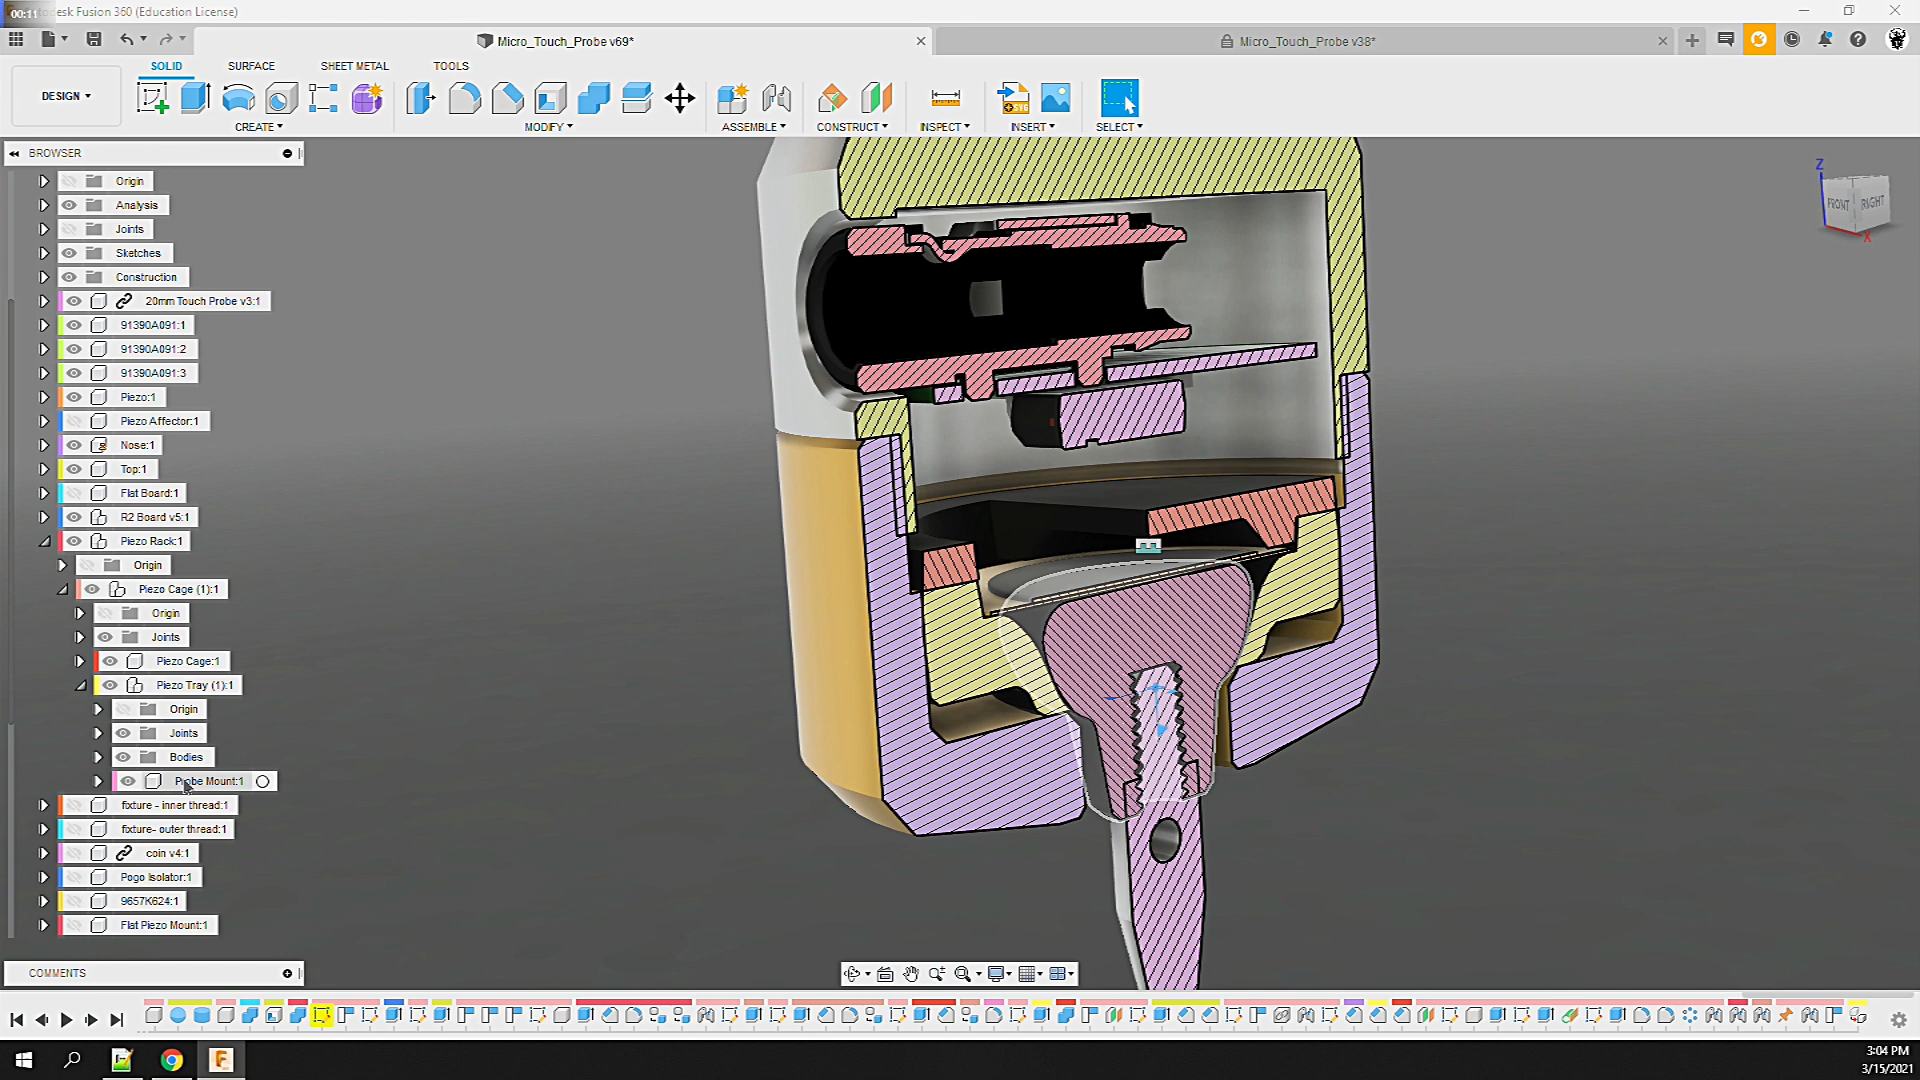 00:11 desk Fusion 360 (Education License)
Micro_Touch_Probe v69*
Micro_Touch_Probe v38*
SOLID SURFACE SHEET METAL TOOLS
DESIGN
CREATE MODIFY ASSEMBLE CONSTRUCT INSPECT INSERT SELECT
SVG
BROWSER
Origin
Analysis
Joints
Sketches
Construction
20mm Touch Probe v3:1
91390A091:1
91390A091:2
91390A091:3
Piezo:1
Piezo Affector:1
Nose:1
Top:1
Flat Board:1
R2 Board v5:1
Piezo Rack:1
Origin
Piezo Cage (1):1
Origin
Joints
Piezo Cage:1
Piezo Tray (1):1
Origin
Joints
Bodies
Probe Mount:1
fixture - inner thread:1
fixture- outer thread:1
coin v4:1
Pogo Isolator:1
9657K624:1
Flat Piezo Mount:1
COMMENTS
Z
FRONT RIGHT
X
3:04 PM
3/15/2021